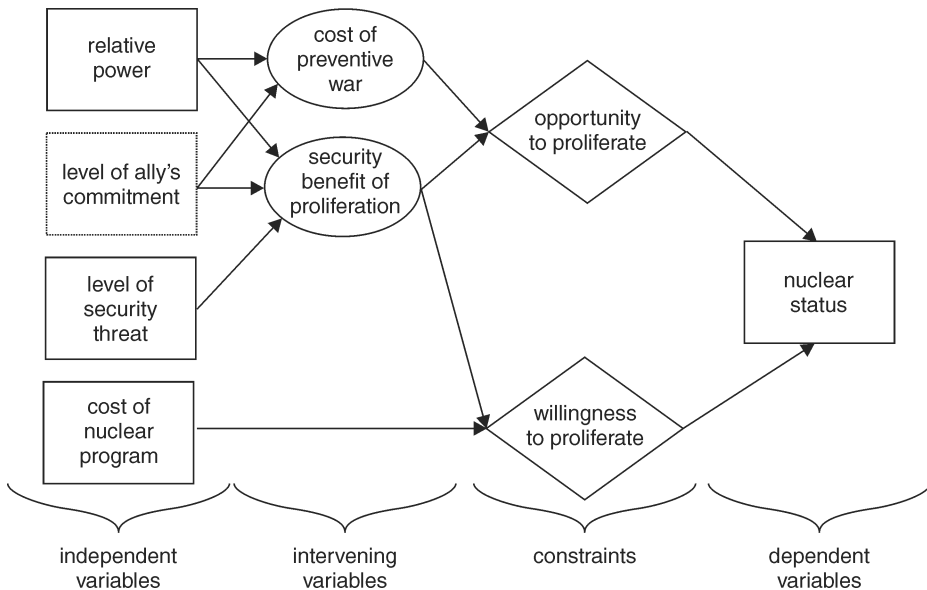 relative
power
cost of
preventive
war
level of ally’s
commitment
security
benefit of
proliferation
level of
security
threat
cost of
nuclear
program
opportunity
to proliferate
willingness
to proliferate
nuclear
status
independent
variables
intervening
variables
constraints
dependent
variables